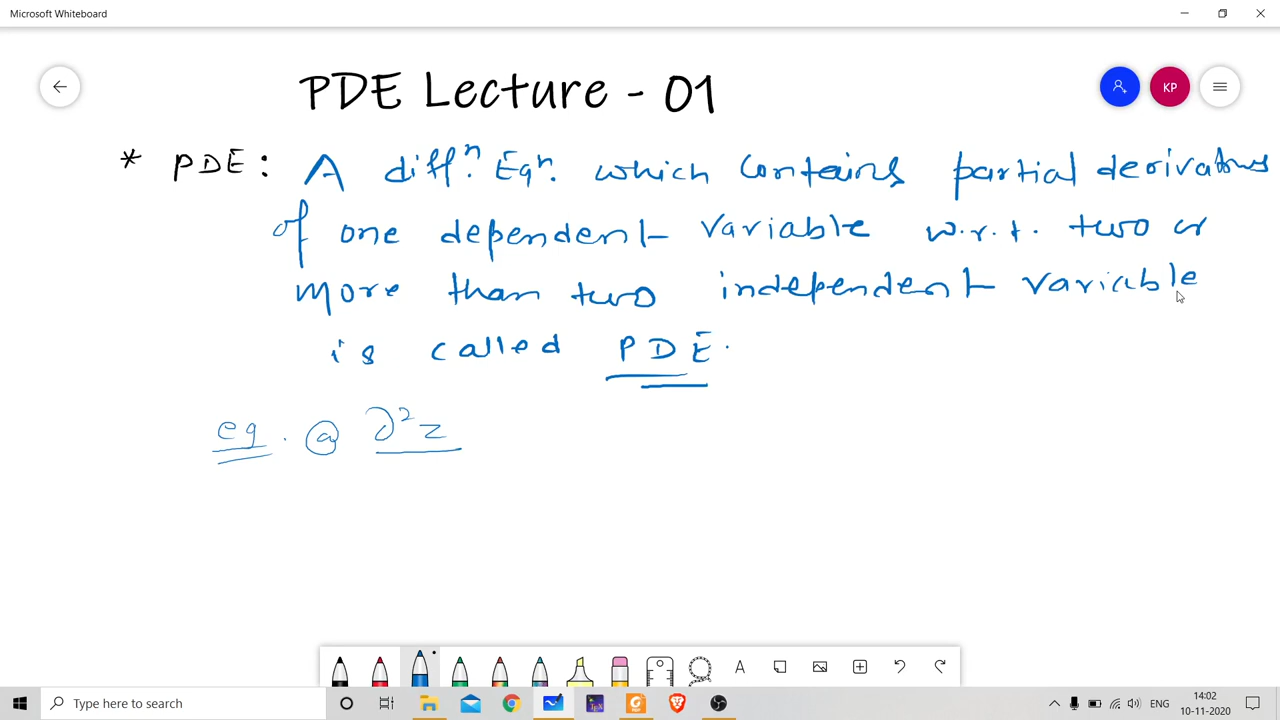 Microsoft Whiteboard
KP
PDE Lecture - 01
* PDE: A diffⁿ. Eqⁿ. which contains partial derivatives
of one dependent variable w.r.t. two or
more than two independent variable
is called PDE.
eg. ⓐ ∂²z
A
Type here to search
ENG
14:02
10-11-2020